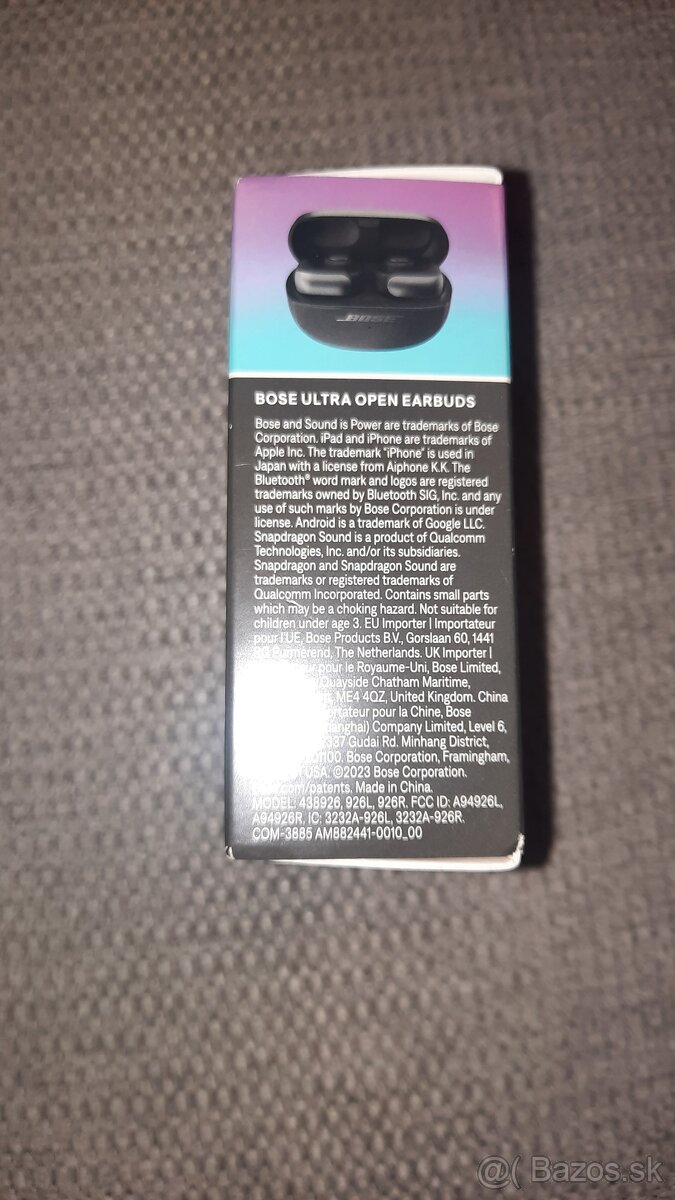 BOSE
BOSE ULTRA OPEN EARBUDS
Bose and Sound is Power are trademarks of Bose
Corporation. iPad and iPhone are trademarks of
Apple Inc. The trademark "iPhone" is used in
Japan with a license from Aiphone K.K. The
Bluetooth® word mark and logos are registered
trademarks owned by Bluetooth SIG, Inc. and any
use of such marks by Bose Corporation is under
license. Android is a trademark of Google LLC.
Snapdragon Sound is a product of Qualcomm
Technologies, Inc. and/or its subsidiaries.
Snapdragon and Snapdragon Sound are
trademarks or registered trademarks of
Qualcomm Incorporated. Contains small parts
which may be a choking hazard. Not suitable for
children under age 3. EU Importer | Importateur
pour l'UE, Bose Products B.V., Gorslaan 60, 1441
Purmerend, The Netherlands. UK Importer |
pour le Royaume-Uni, Bose Limited,
Quayside Chatham Maritime,
ME4 4QZ, United Kingdom. China
pour la Chine, Bose
Company Limited, Level 6,
2337 Gudai Rd. Minhang District,
Bose Corporation, Framingham,
USA. ©2023 Bose Corporation.
Made in China.
MODEL: 438926, 926L, 926R. FCC ID: A94926L,
A94926R, IC: 3232A-926L, 3232A-926R.
COM-3885 AM882441-0010_00
@( Bazos.sk